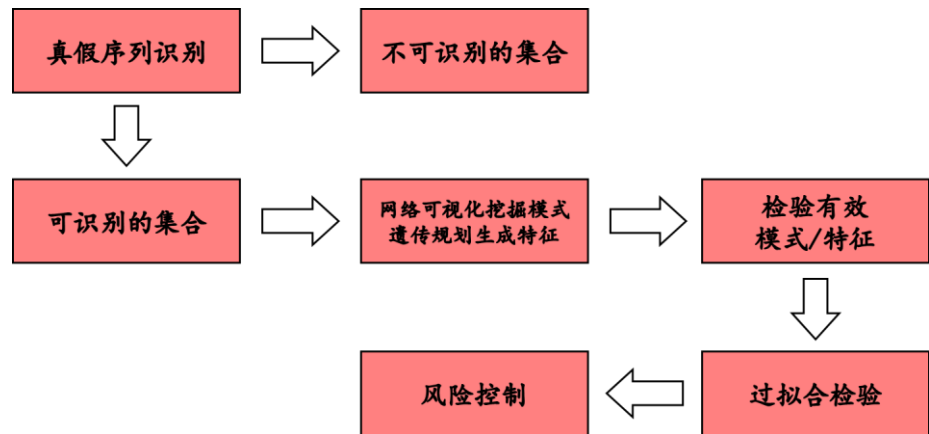 真假序列识别
不可识别的集合
可识别的集合
网络可视化挖掘模式
遗传规划生成特征
检验有效
模式/特征
风险控制
过拟合检验